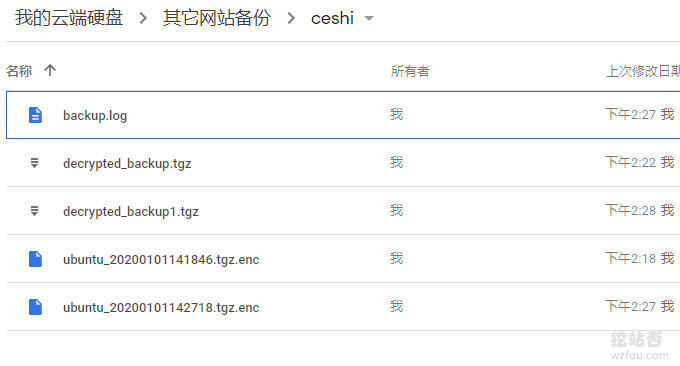 我的云端硬盘 > 其它网站备份 > ceshi
名称 ↑ 所有者 上次修改日期
backup.log 我 下午2:27 我
decrypted_backup.tgz 我 下午2:22 我
decrypted_backup1.tgz 我 下午2:28 我
ubuntu_20200101141846.tgz.enc 我 下午2:18 我
ubuntu_20200101142718.tgz.enc 我 下午2:27 我
挖站否
wzfou.com